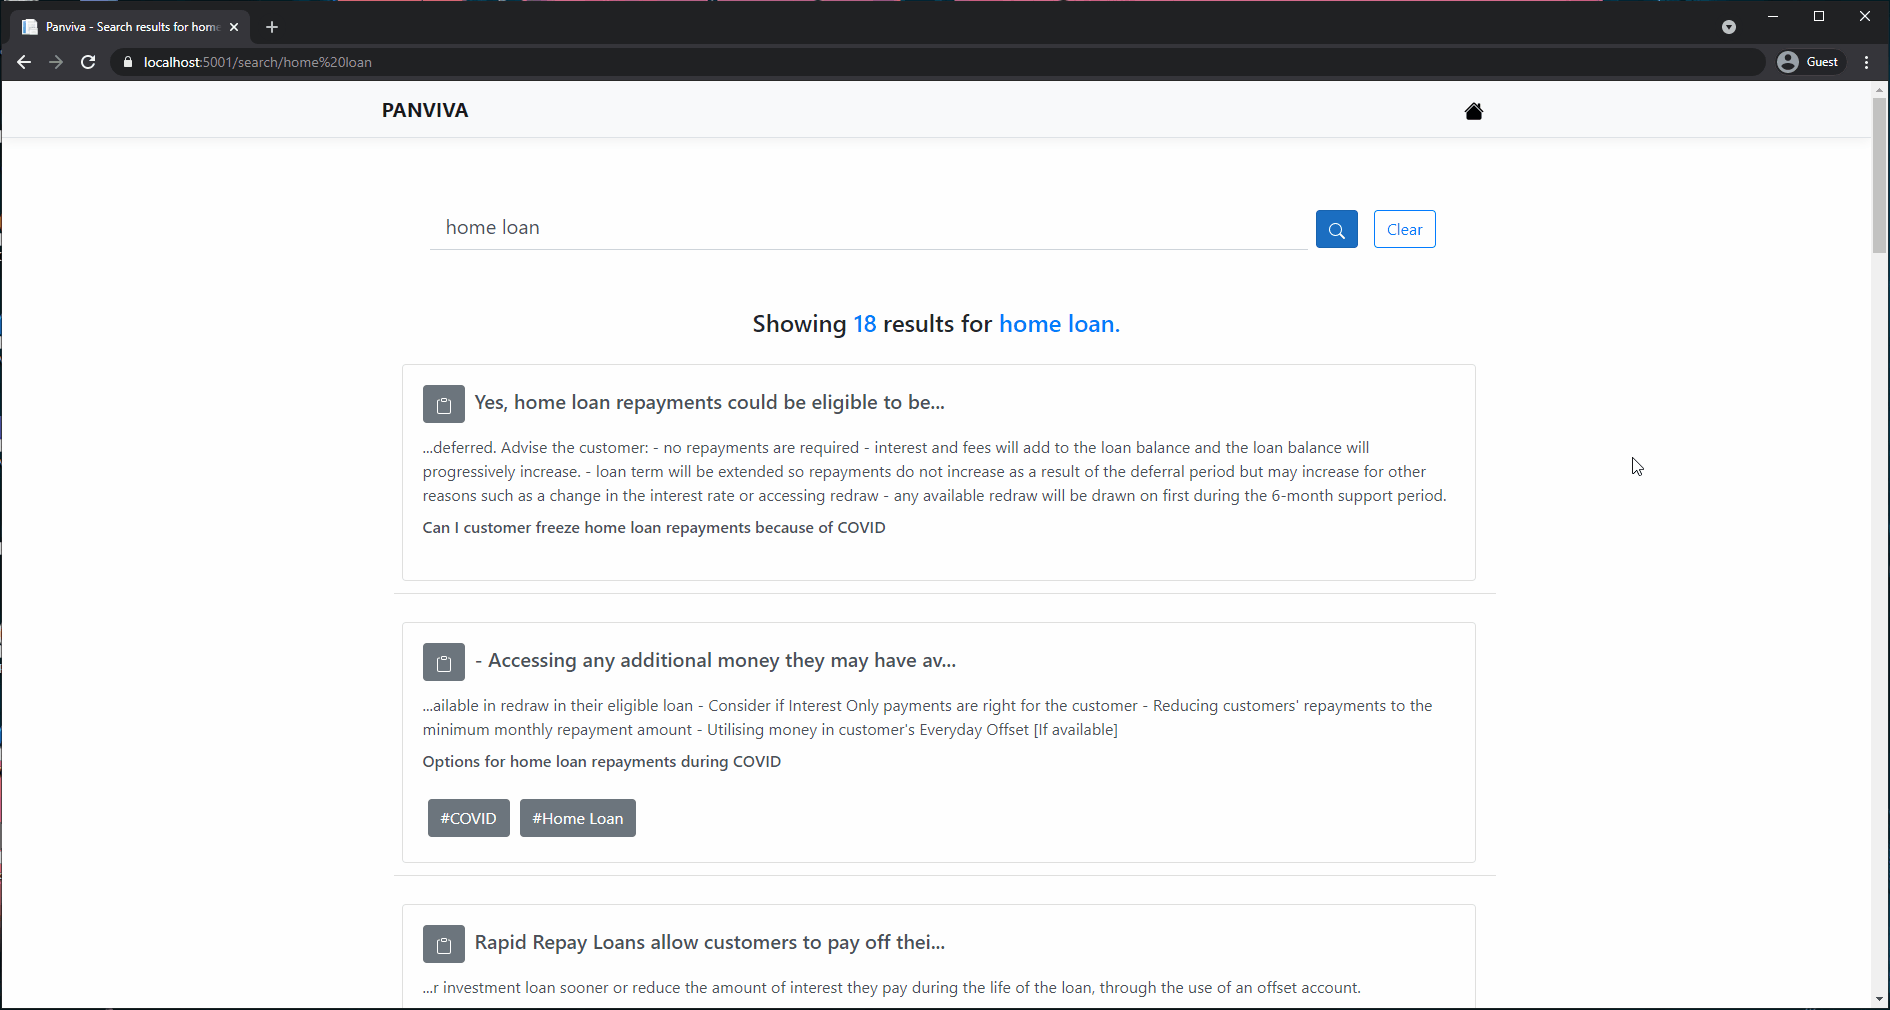 Panviva - Search results for home
localhost:5001/search/home%20loan
Guest
PANVIVA
home loan
Clear
Showing 18 results for home loan.
Yes, home loan repayments could be eligible to be...
...deferred. Advise the customer: - no repayments are required - interest and fees will add to the loan balance and the loan balance will
progressively increase. - loan term will be extended so repayments do not increase as a result of the deferral period but may increase for other
reasons such as a change in the interest rate or accessing redraw - any available redraw will be drawn on first during the 6-month support period.
Can I customer freeze home loan repayments because of COVID
- Accessing any additional money they may have av...
...ailable in redraw in their eligible loan - Consider if Interest Only payments are right for the customer - Reducing customers' repayments to the
minimum monthly repayment amount - Utilising money in customer's Everyday Offset [If available]
Options for home loan repayments during COVID
#COVID #Home Loan
Rapid Repay Loans allow customers to pay off thei...
...r investment loan sooner or reduce the amount of interest they pay during the life of the loan, through the use of an offset account.